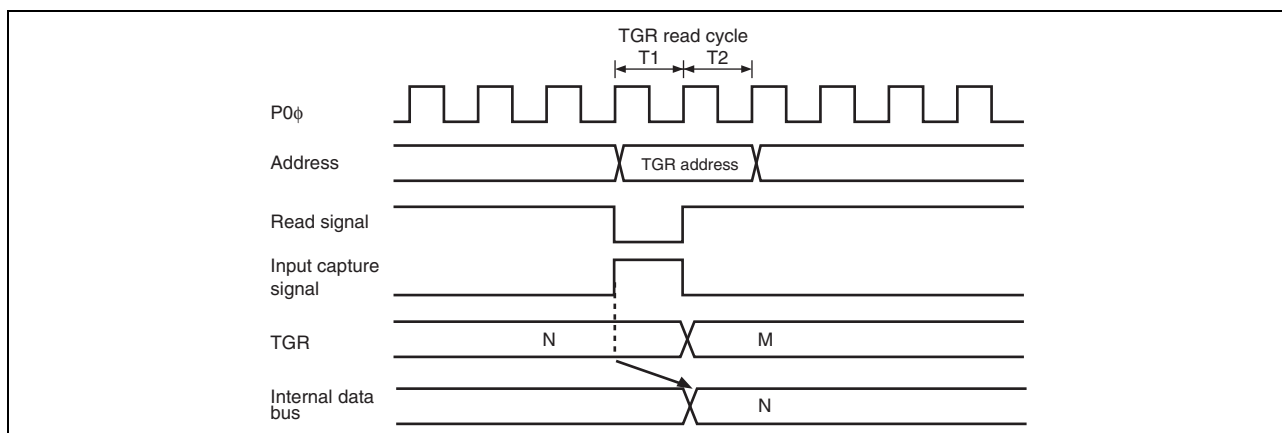 TGR read cycle
T1 T2
P0ϕ
Address
TGR address
Read signal
Input capture
signal
TGR
N
M
Internal data
bus
N